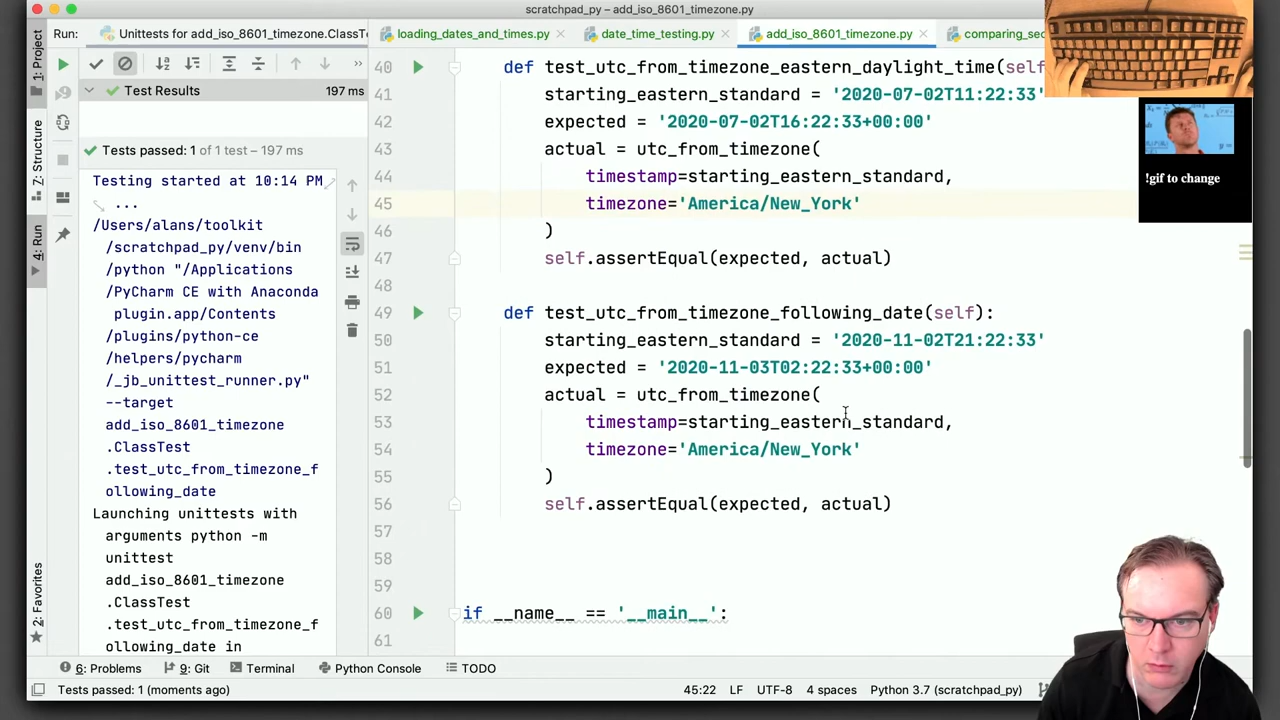 scratchpad_py – add_iso_8601_timezone.py
1: Project
Z: Structure
4: Run
2: Favorites
Run:
Unittests for add_iso_8601_timezone.ClassTe
loading_dates_and_times.py
date_time_testing.py
add_iso_8601_timezone.py
comparing_sec
Test Results
197 ms
Tests passed: 1 of 1 test – 197 ms
Testing started at 10:14 PM
...
/Users/alans/toolkit
/scratchpad_py/venv/bin
/python "/Applications
/PyCharm CE with Anaconda
plugin.app/Contents
/plugins/python-ce
/helpers/pycharm
/_jb_unittest_runner.py"
--target
add_iso_8601_timezone
.ClassTest
.test_utc_from_timezone_f
ollowing_date
Launching unittests with
arguments python -m
unittest
add_iso_8601_timezone
.ClassTest
.test_utc_from_timezone_f
ollowing_date in
40 def test_utc_from_timezone_eastern_daylight_time(self
41 starting_eastern_standard = '2020-07-02T11:22:33'
42 expected = '2020-07-02T16:22:33+00:00'
43 actual = utc_from_timezone(
44 timestamp=starting_eastern_standard,
45 timezone='America/New_York'
46 )
47 self.assertEqual(expected, actual)
48
49 def test_utc_from_timezone_following_date(self):
50 starting_eastern_standard = '2020-11-02T21:22:33'
51 expected = '2020-11-03T02:22:33+00:00'
52 actual = utc_from_timezone(
53 timestamp=starting_eastern_standard,
54 timezone='America/New_York'
55 )
56 self.assertEqual(expected, actual)
57
58
59
60 if __name__ == '__main__':
61
!gif to change
6: Problems
9: Git
Terminal
Python Console
TODO
Tests passed: 1 (moments ago)
45:22 LF UTF-8 4 spaces Python 3.7 (scratchpad_py)